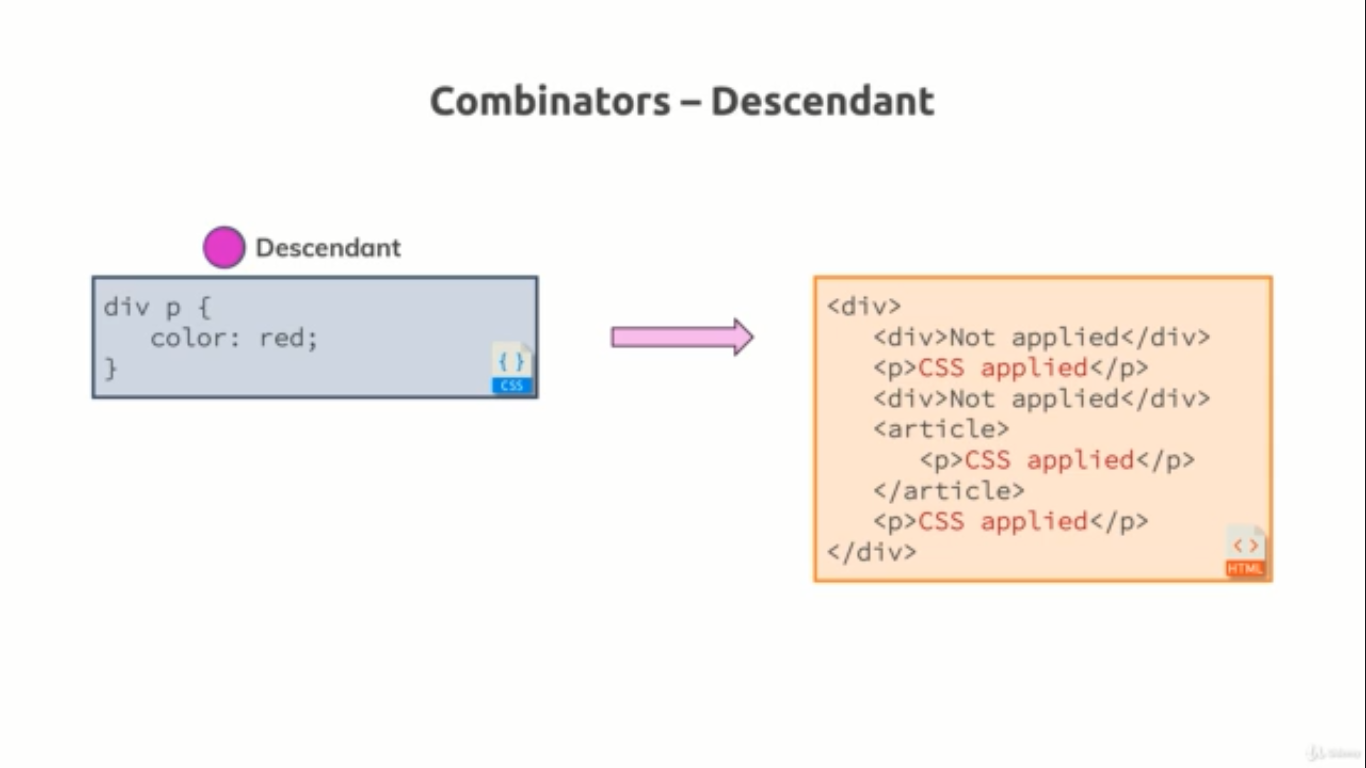 Combinators – Descendant
Descendant
div p {
color: red;
}
{ }
CSS
<div>
<div>Not applied</div>
<p>CSS applied</p>
<div>Not applied</div>
<article>
<p>CSS applied</p>
</article>
<p>CSS applied</p>
</div>
< >
HTML